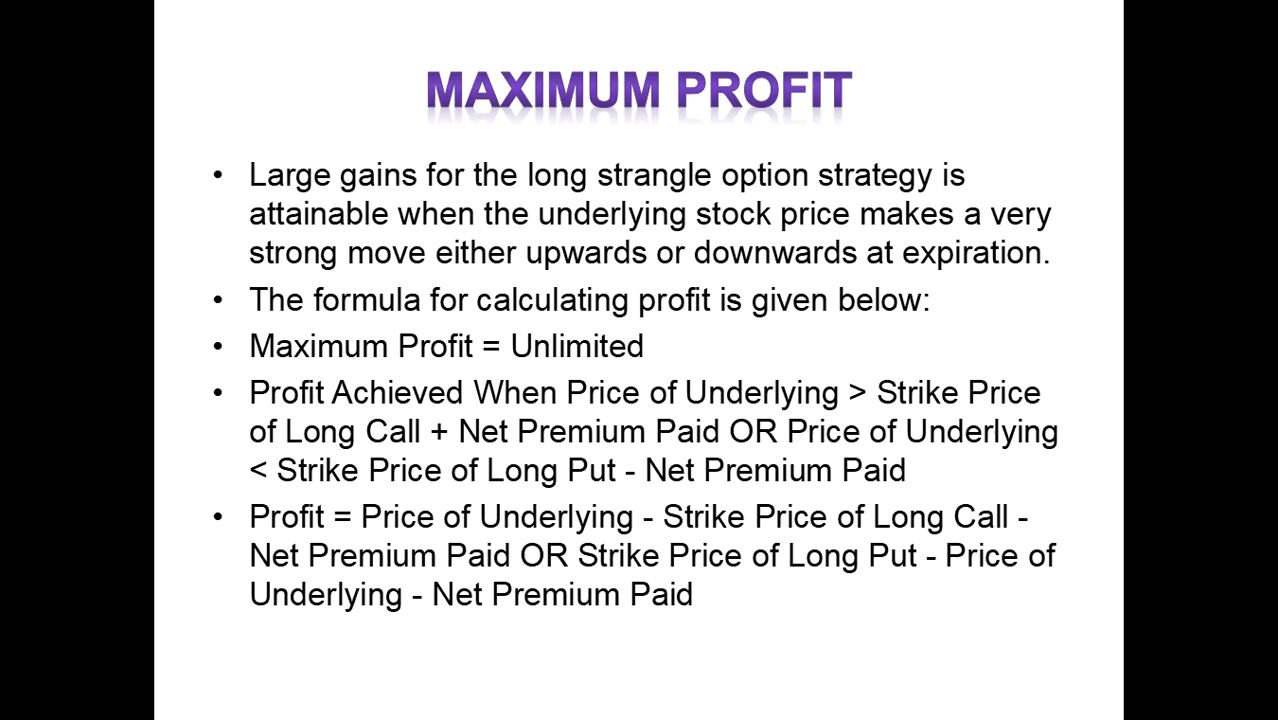 MAXIMUM PROFIT
• Large gains for the long strangle option strategy is
attainable when the underlying stock price makes a very
strong move either upwards or downwards at expiration.
• The formula for calculating profit is given below:
• Maximum Profit = Unlimited
• Profit Achieved When Price of Underlying > Strike Price
of Long Call + Net Premium Paid OR Price of Underlying
< Strike Price of Long Put - Net Premium Paid
• Profit = Price of Underlying - Strike Price of Long Call -
Net Premium Paid OR Strike Price of Long Put - Price of
Underlying - Net Premium Paid